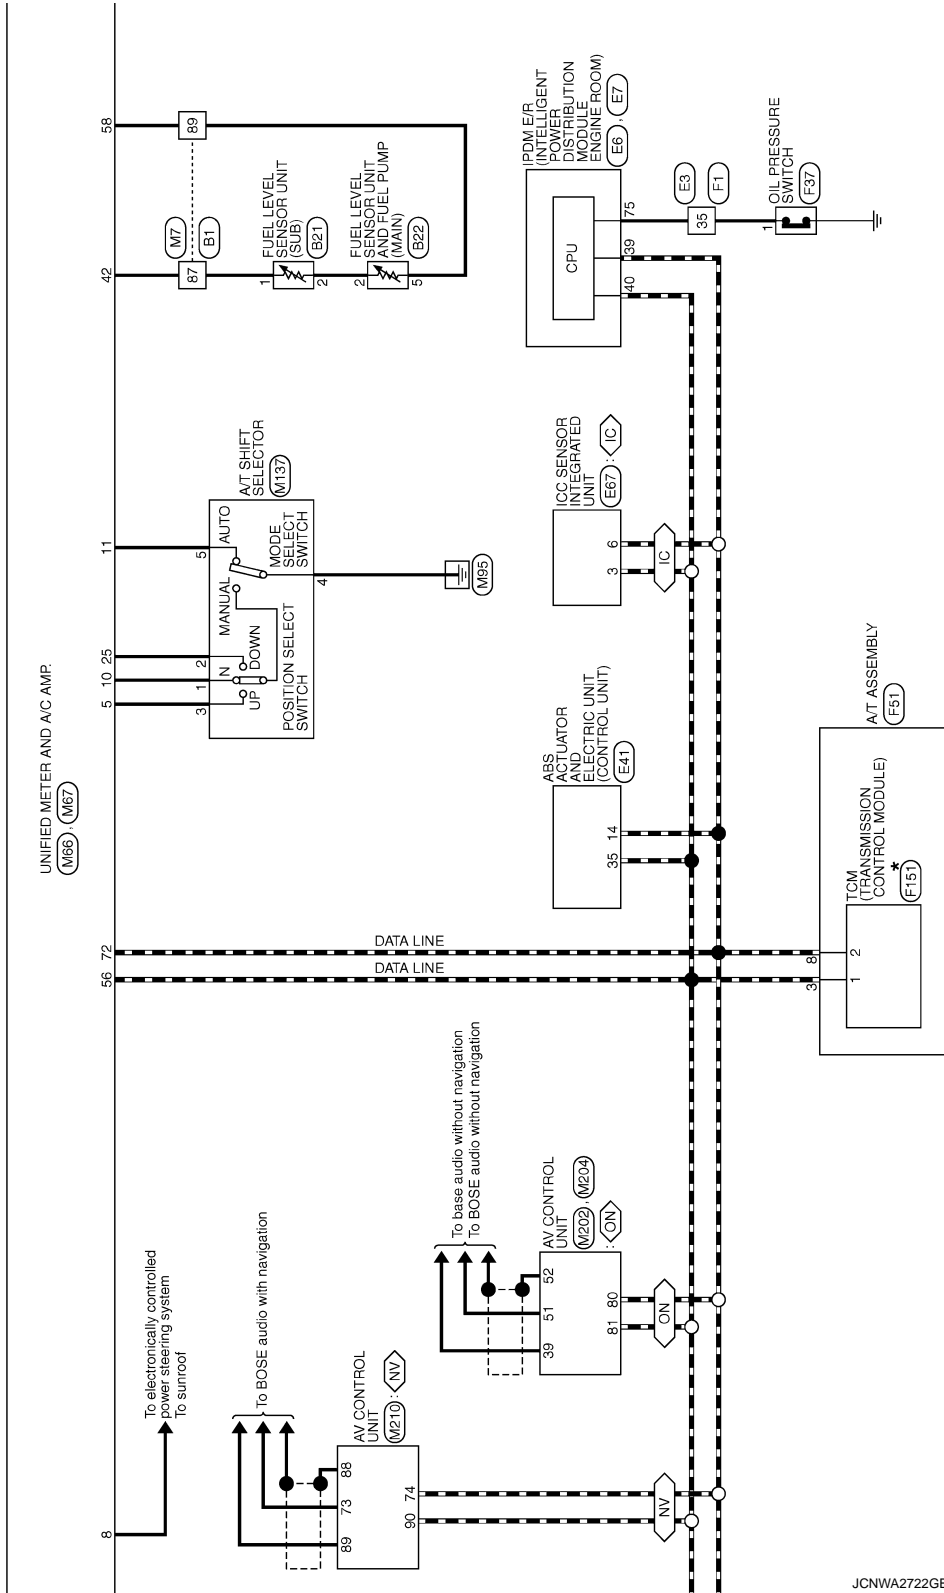 UNIFIED METER AND A/C AMP.
M66 , M67
8
56
72
5
10
25
11
42
58
To electronically controlled
power steering system
To sunroof
To BOSE audio with navigation
AV CONTROL
UNIT
M210 : NV
89
73
88
90
74
NV
To base audio without navigation
To BOSE audio without navigation
AV CONTROL
UNIT
M202 , M204
: ON
39
51
52
81
80
ON
DATA LINE
DATA LINE
3
8
1
2
TCM
(TRANSMISSION
CONTROL MODULE)
*
F151
A/T ASSEMBLY
F51
ABS
ACTUATOR
AND
ELECTRIC UNIT
(CONTROL UNIT)
E41
35
14
3
1
2
5
UP
N
DOWN
MANUAL
AUTO
POSITION SELECT
SWITCH
MODE
SELECT
SWITCH
4
A/T SHIFT
SELECTOR
M137
M95
ICC SENSOR
INTEGRATED
UNIT
E67 : IC
3
6
IC
87
89
M7
B1
1
FUEL LEVEL
SENSOR UNIT
(SUB)
B21
2
2
FUEL LEVEL
SENSOR UNIT
AND FUEL PUMP
(MAIN)
B22
5
IPDM E/R
(INTELLIGENT
POWER
DISTRIBUTION
MODULE
ENGINE ROOM)
E6 , E7
CPU
40
39
75
35
E3
F1
1
OIL PRESSURE
SWITCH
F37
JCNWA2722GE